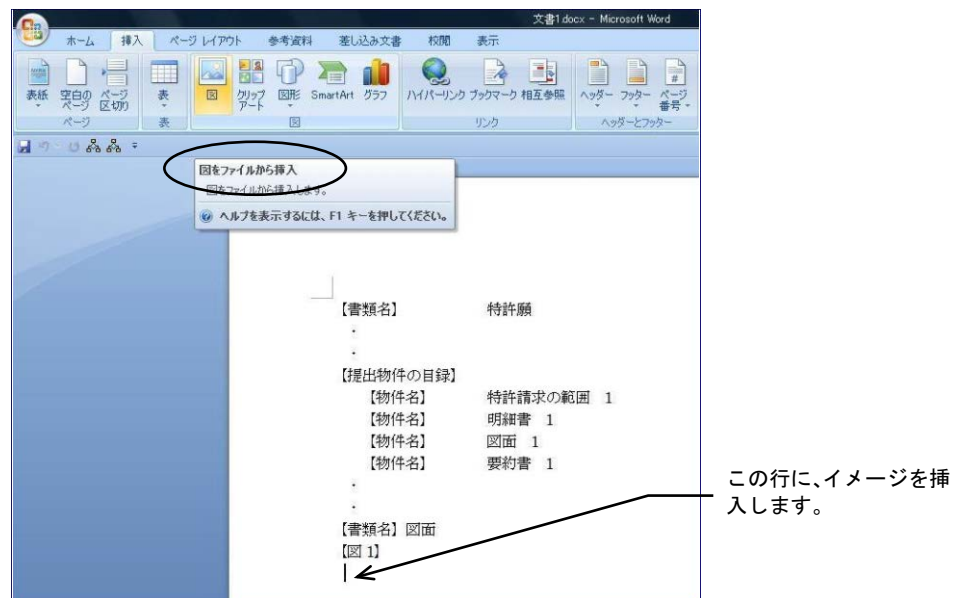 文書1.docx - Microsoft Word
ホーム 挿入 ページ レイアウト 参考資料 差し込み文書 校閲 表示
表紙 空白の ページ 表 図 クリップ 図形 SmartArt グラフ ハイパーリンク ブックマーク 相互参照 ヘッダー フッター ページ
ページ 区切り アート 番号
ページ 表 図 リンク ヘッダーとフッター
図をファイルから挿入
図をファイルから挿入します。
ヘルプを表示するには、F1 キーを押してください。
【書類名】 特許願
・
・
【提出物件の目録】
【物件名】 特許請求の範囲 1
【物件名】 明細書 1
【物件名】 図面 1
【物件名】 要約書 1
・
・
【書類名】図面
【図 1】
この行に、イメージを挿
入します。